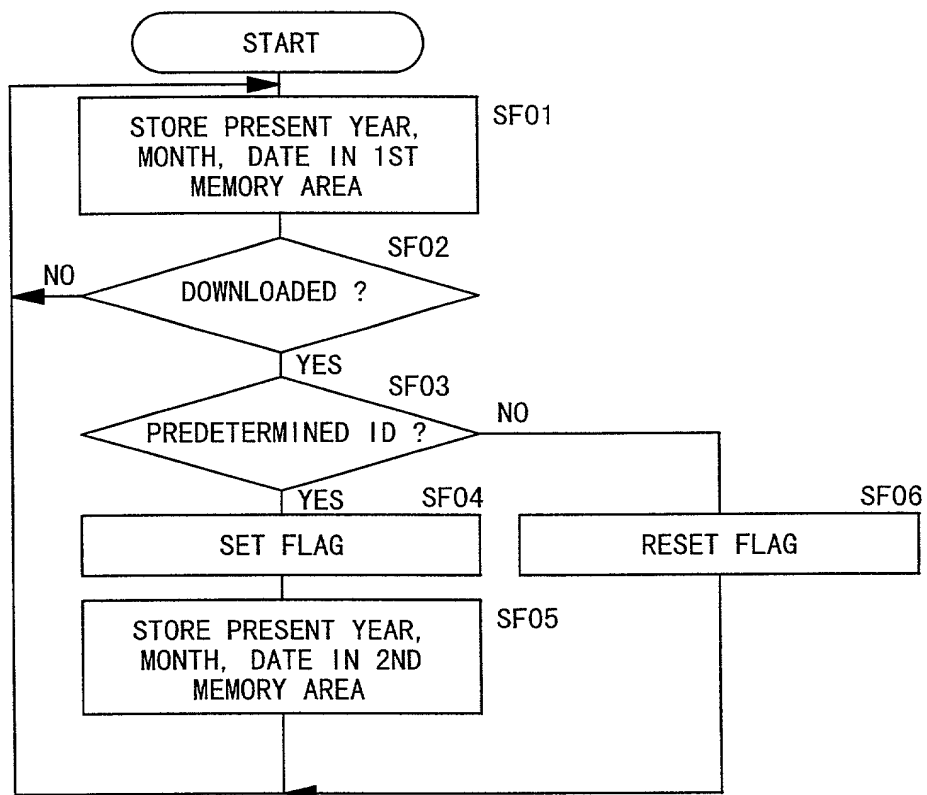 START
STORE PRESENT YEAR,
MONTH, DATE IN 1ST
MEMORY AREA
SF01
SF02
NO
DOWNLOADED ?
YES
SF03
PREDETERMINED ID ?
NO
YES
SF04
SET FLAG
SF06
RESET FLAG
SF05
STORE PRESENT YEAR,
MONTH, DATE IN 2ND
MEMORY AREA